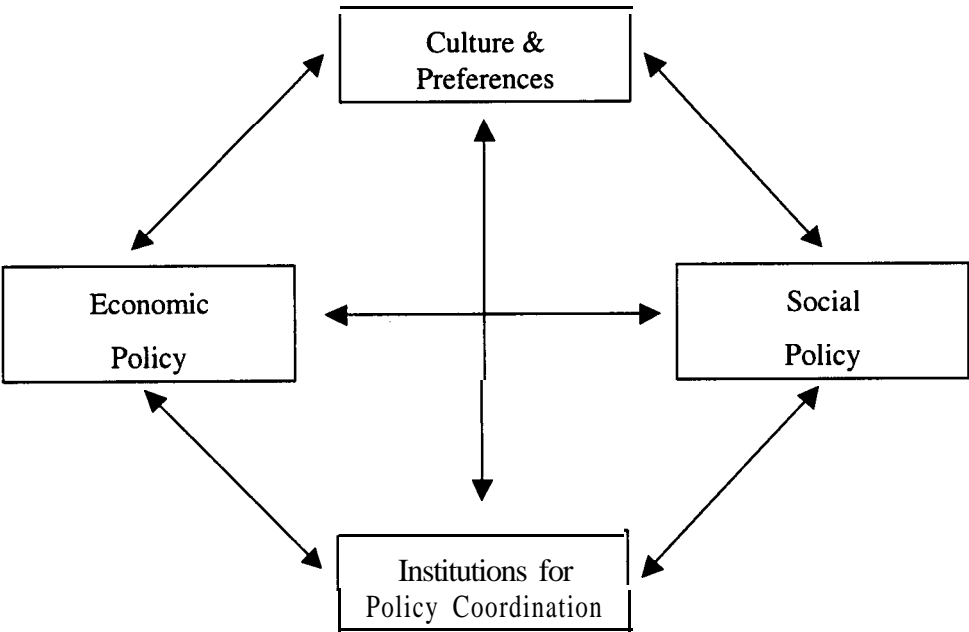 Culture &
Preferences
Economic
Policy
Social
Policy
Institutions for
Policy Coordination